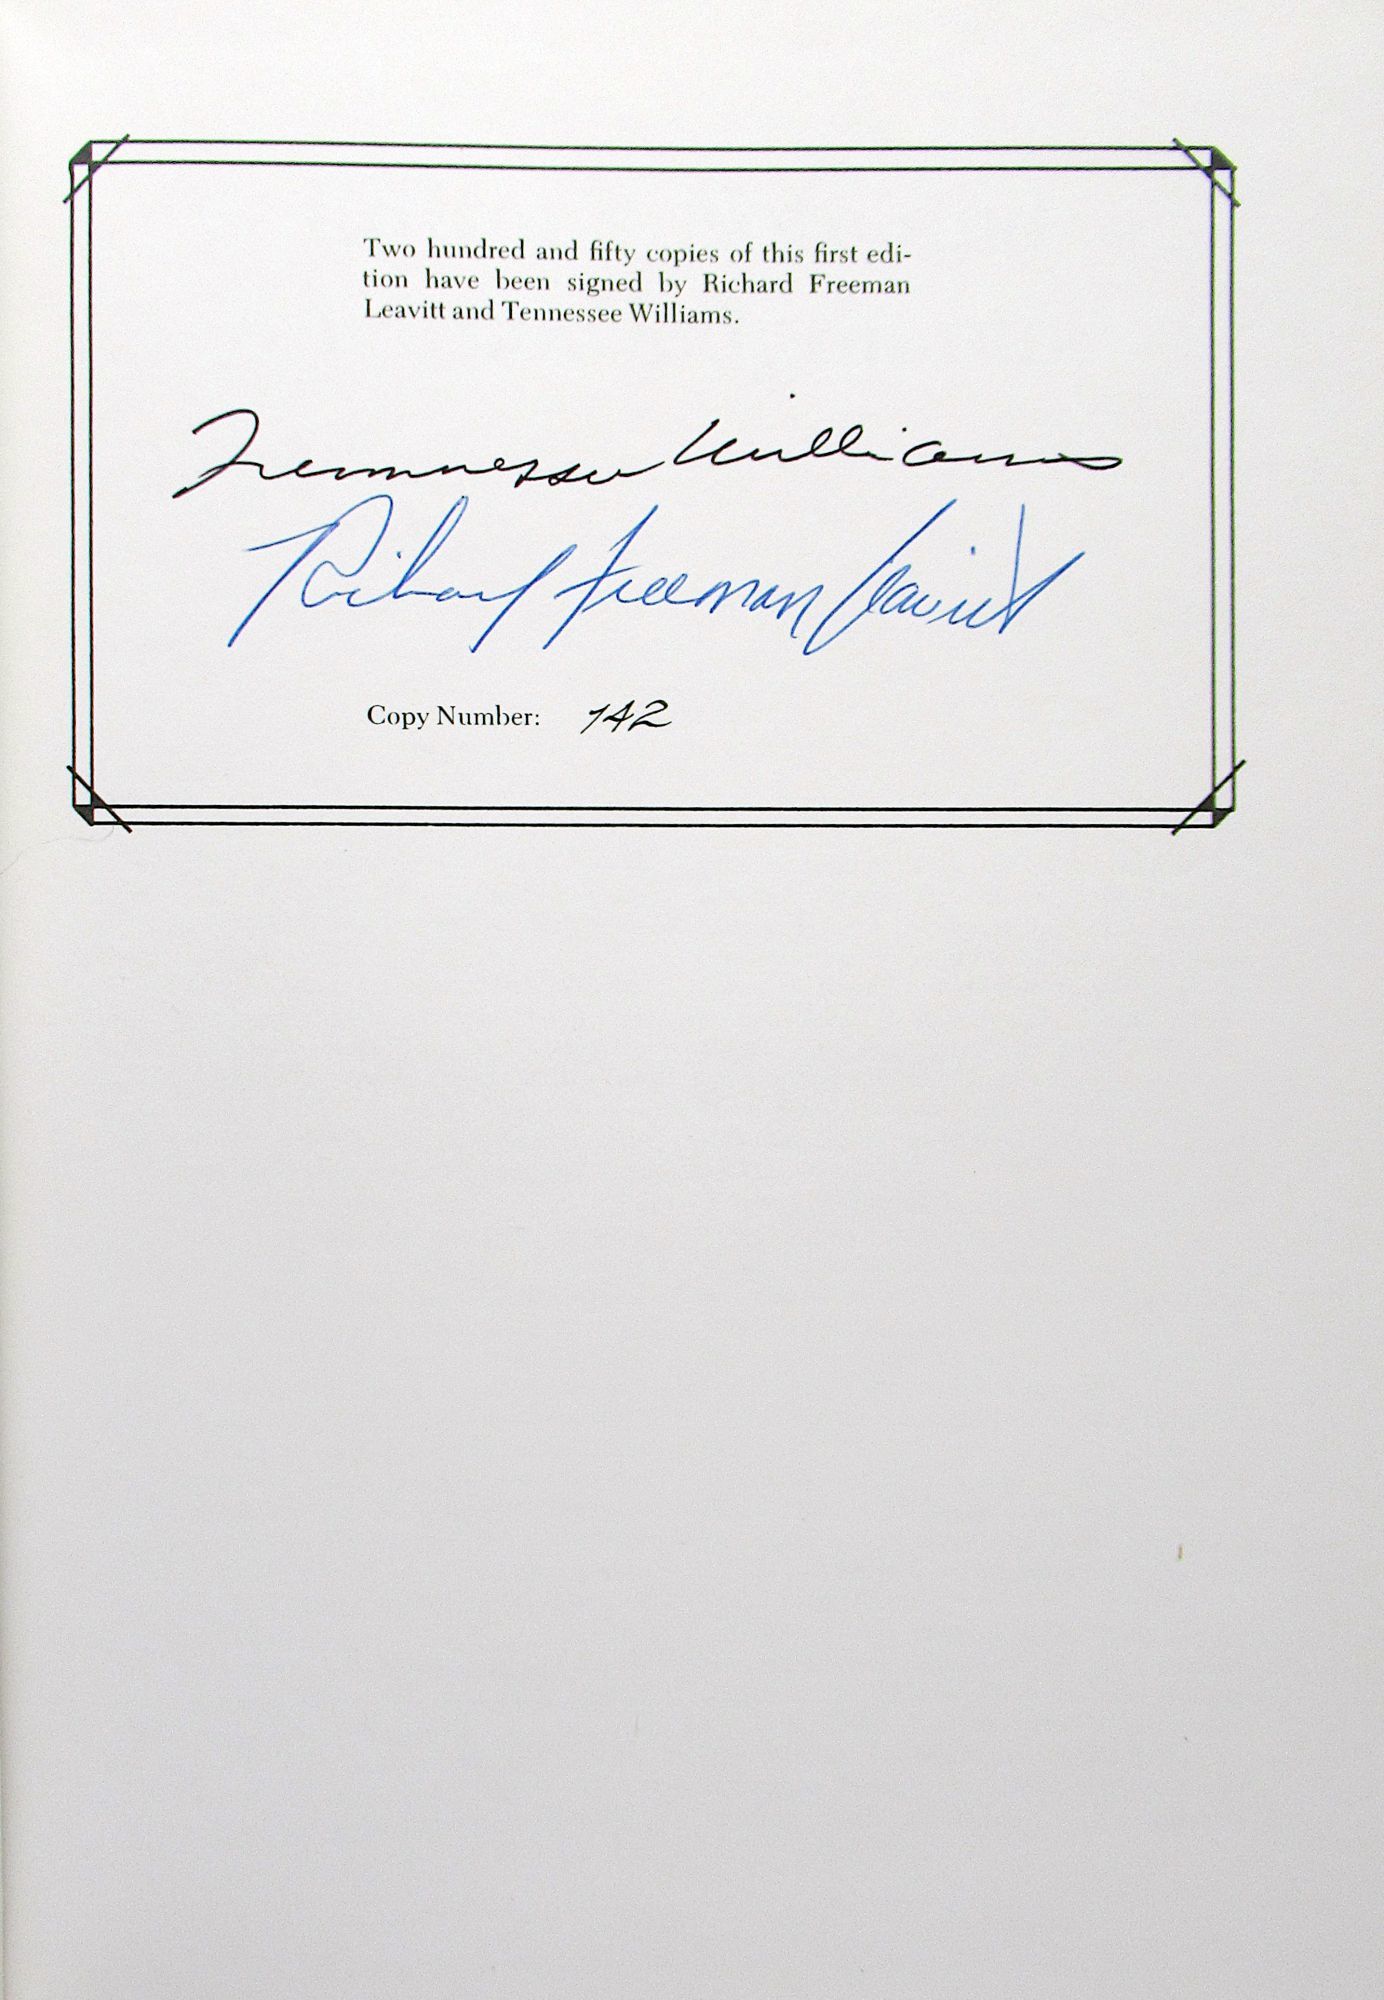 Two hundred and fifty copies of this first edi-
tion have been signed by Richard Freeman
Leavitt and Tennessee Williams.
Tennessee Williams
Richard Freeman Leavitt
Copy Number: 142